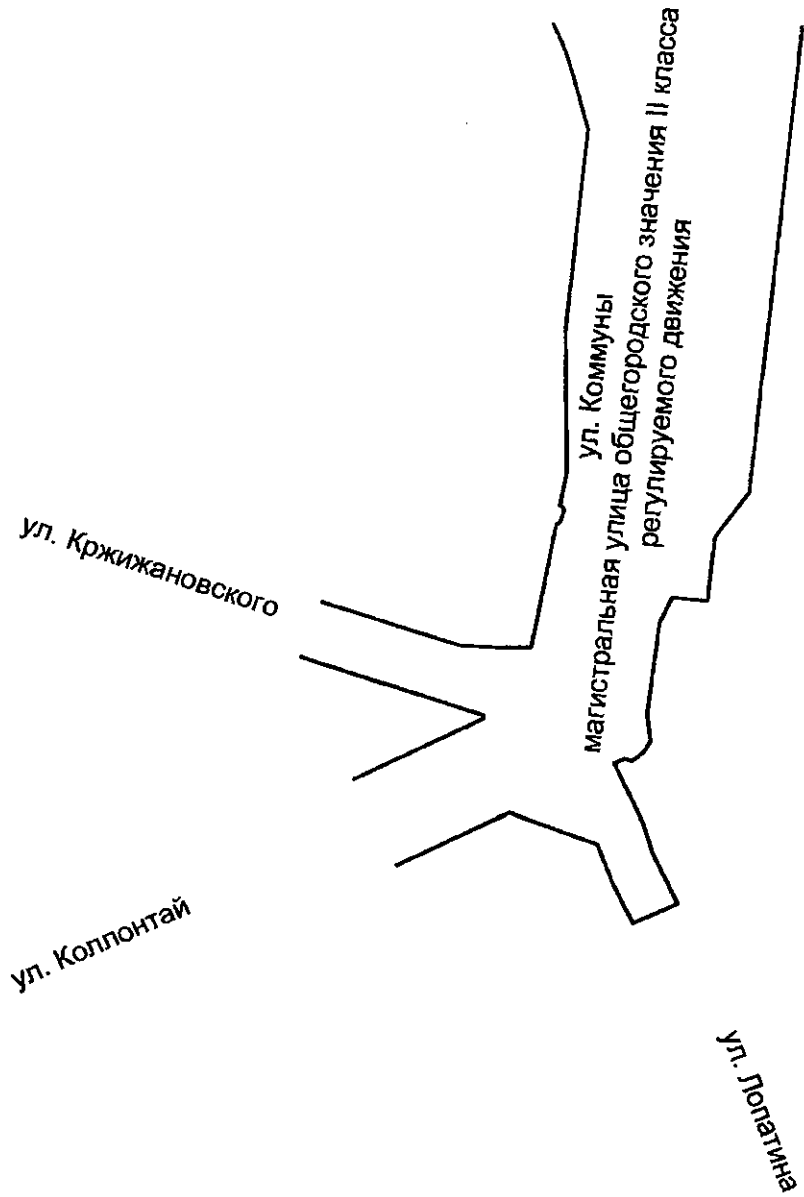 ул. Коммуны
магистральная улица общегородского значения II класса
регулируемого движения
ул. Кржижановского
ул. Коллонтай
ул. Лопатина